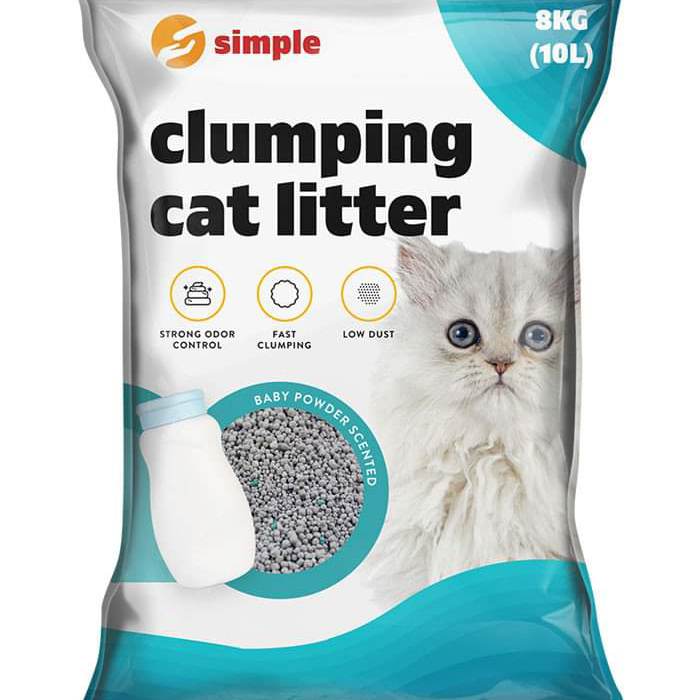 simple
8KG
(10L)
clumping
cat litter
STRONG ODOR
CONTROL
FAST
CLUMPING
LOW DUST
BABY POWDER SCENTED